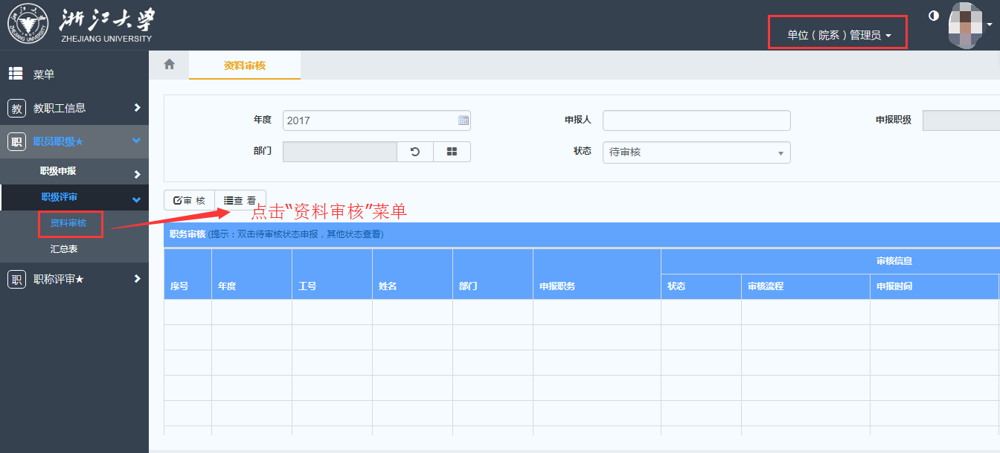 浙江大学
ZHEJIANG UNIVERSITY
单位（院系）管理员
菜单
资料审核
教 教职工信息
职 职员职级★
职级申报
职级评审
资料审核
汇总表
职 职称评审★
年度 2017
申报人
申报职级
部门
状态 待审核
审 核
查 看
点击“资料审核”菜单
职务审核 (提示：双击待审核状态申报，其他状态查看)
审核信息
序号 年度 工号 姓名 部门 申报职务 状态 审核流程 申报时间